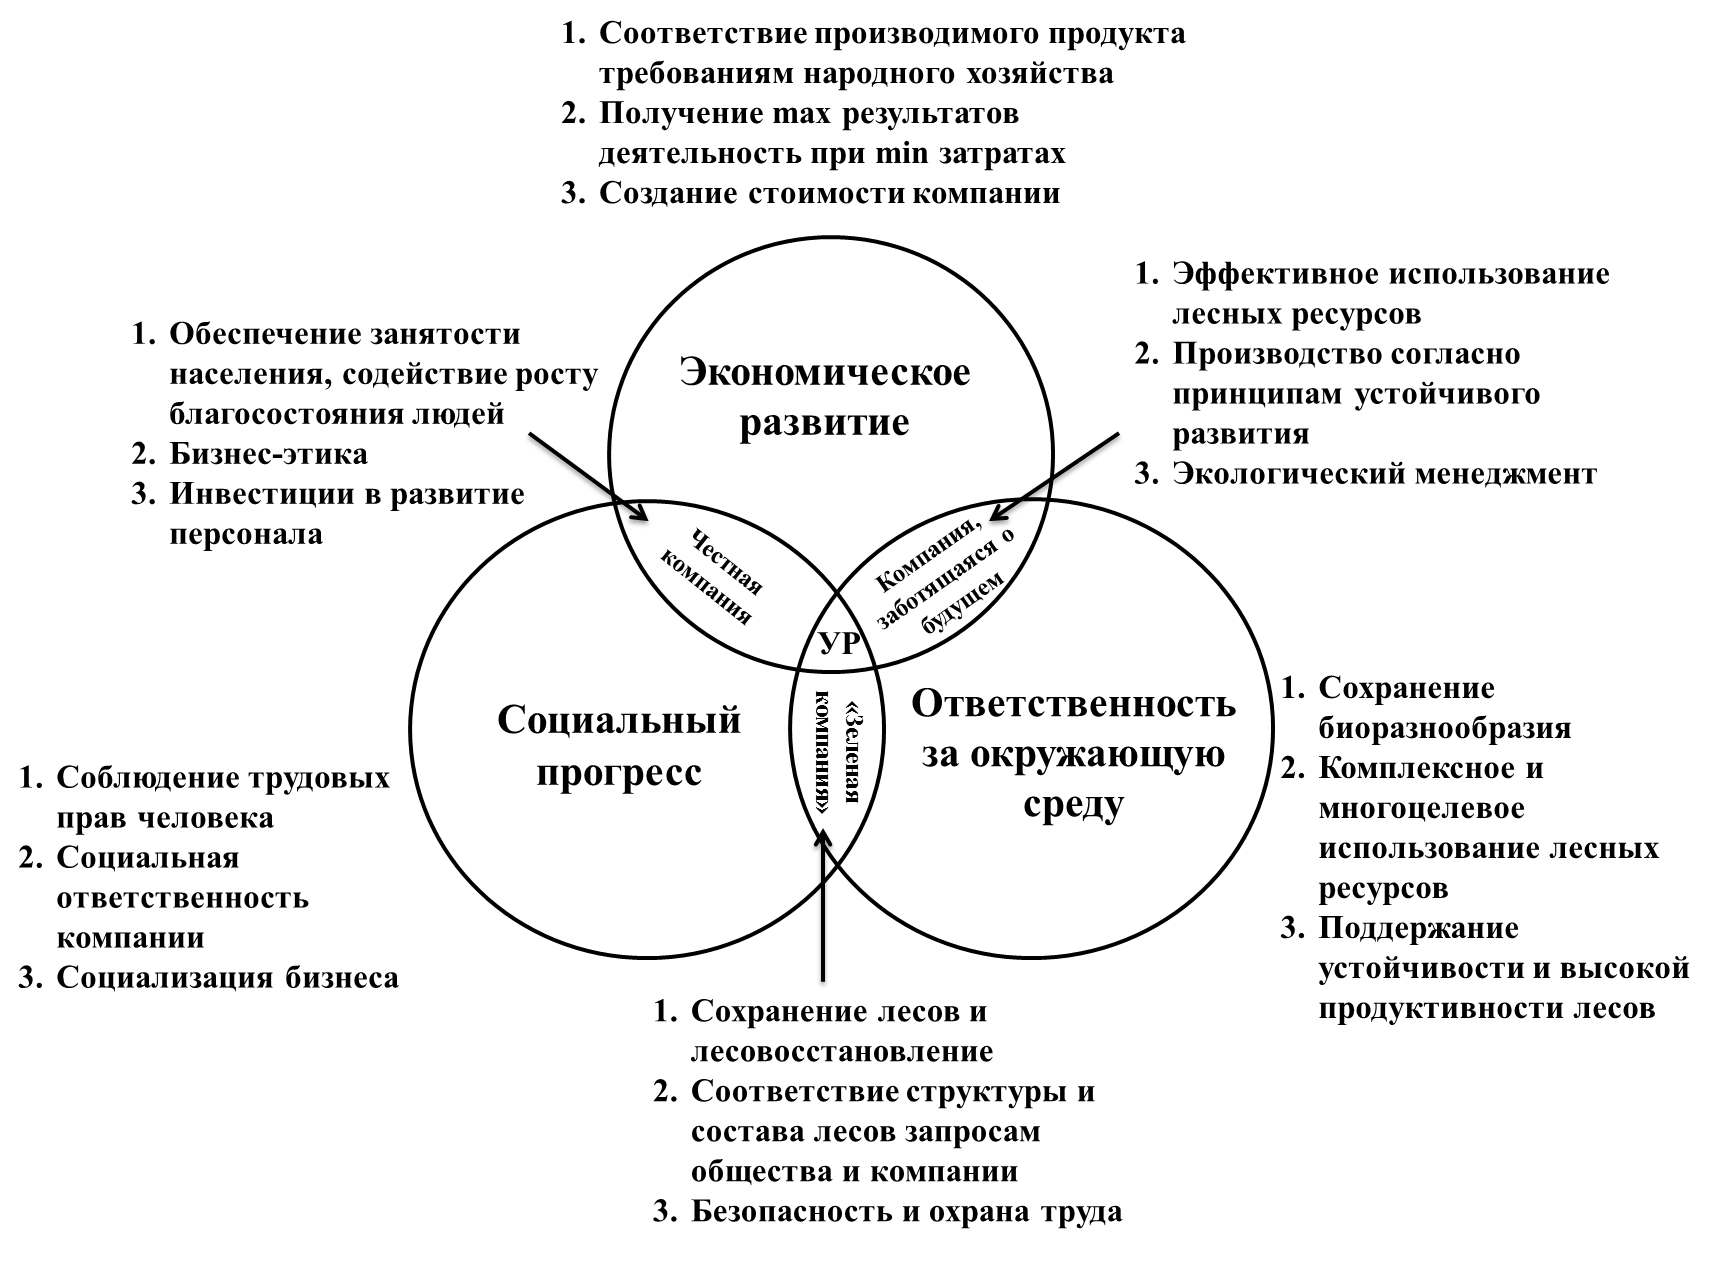 1. Соответствие производимого продукта
требованиям народного хозяйства
2. Получение max результатов
деятельность при min затратах
3. Создание стоимости компании
1. Обеспечение занятости
населения, содействие росту
благосостояния людей
2. Бизнес-этика
3. Инвестиции в развитие
персонала
1. Эффективное использование
лесных ресурсов
2. Производство согласно
принципам устойчивого
развития
3. Экологический менеджмент
Экономическое
развитие
Честная
компания
Компания,
заботящаяся о
будущем
УР
Социальный
прогресс
«Зеленая
компания»
Ответственность
за окружающую
среду
1. Соблюдение трудовых
прав человека
2. Социальная
ответственность
компании
3. Социализация бизнеса
1. Сохранение
биоразнообразия
2. Комплексное и
многоцелевое
использование лесных
ресурсов
3. Поддержание
устойчивости и высокой
продуктивности лесов
1. Сохранение лесов и
лесовосстановление
2. Соответствие структуры и
состава лесов запросам
общества и компании
3. Безопасность и охрана труда